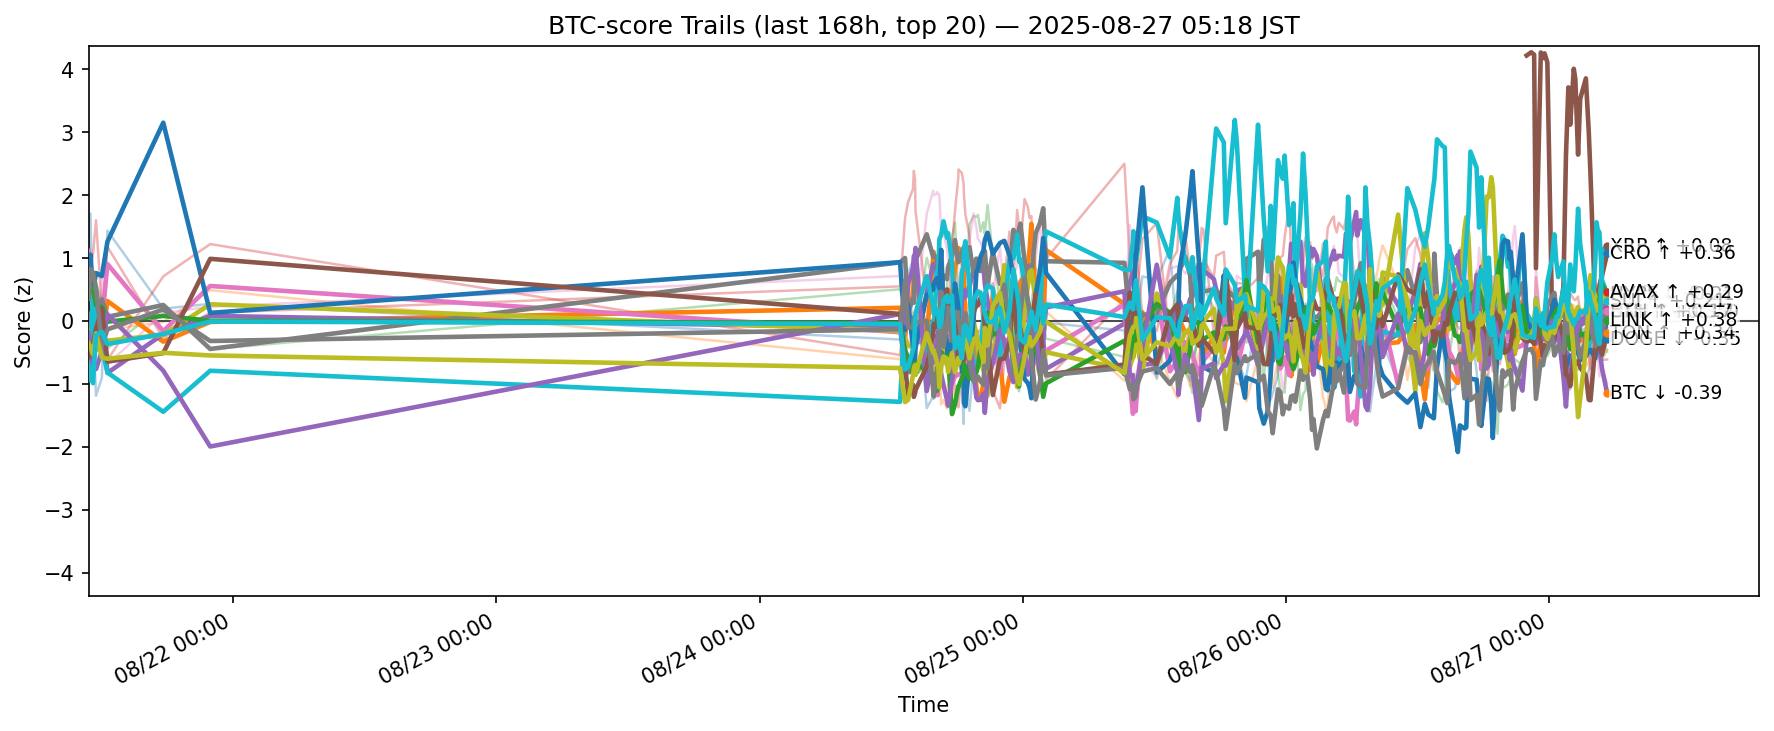 BTC-score Trails (last 168h, top 20) — 2025-08-27 05:18 JST
Score (z)
4
3
2
1
0
−1
−2
−3
−4
XRP ↑
CRO ↑ +0.36
AVAX ↑ +0.29
LINK ↑ +0.38
BTC ↓ -0.39
08/22 00:00
08/23 00:00
08/24 00:00
08/25 00:00
08/26 00:00
08/27 00:00
Time